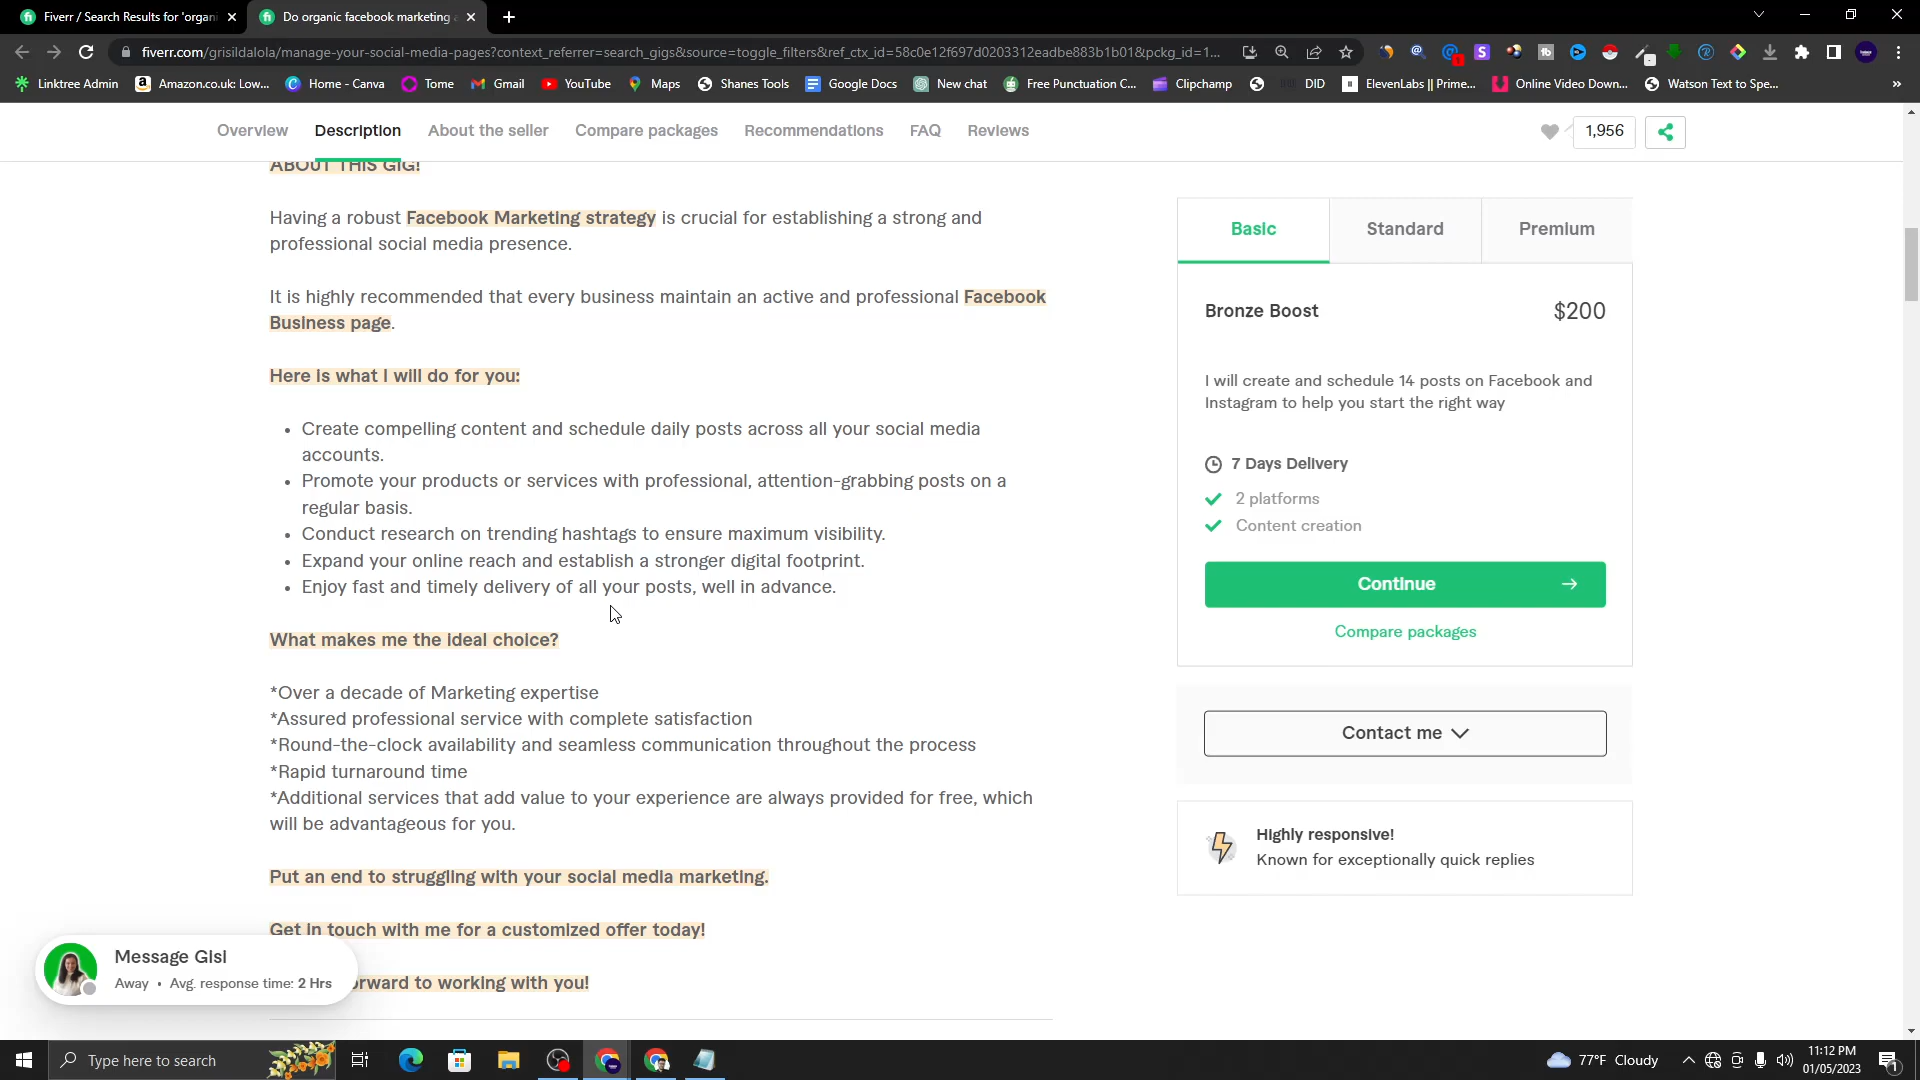 Fiverr / Search Results for 'organi
Do organic facebook marketing a
fiverr.com/grisildalola/manage-your-social-media-pages?context_referrer=search_gigs&source=toggle_filters&ref_ctx_id=58c0e12f697d0203312eadbe883b1b01&pckg_id=1...
Linktree Admin
Amazon.co.uk: Low...
Home - Canva
Tome
Gmail
YouTube
Maps
Shanes Tools
Google Docs
New chat
Free Punctuation C...
Clipchamp
DID
ElevenLabs || Prime...
Online Video Down...
Watson Text to Spe...
»
Overview
Description
About the seller
Compare packages
Recommendations
FAQ
Reviews
1,956
ABOUT THIS GIG!
Having a robust Facebook Marketing strategy is crucial for establishing a strong and
professional social media presence.
It is highly recommended that every business maintain an active and professional Facebook
Business page.
Here is what I will do for you:
• Create compelling content and schedule daily posts across all your social media
accounts.
• Promote your products or services with professional, attention-grabbing posts on a
regular basis.
• Conduct research on trending hashtags to ensure maximum visibility.
• Expand your online reach and establish a stronger digital footprint.
• Enjoy fast and timely delivery of all your posts, well in advance.
What makes me the ideal choice?
*Over a decade of Marketing expertise
*Assured professional service with complete satisfaction
*Round-the-clock availability and seamless communication throughout the process
*Rapid turnaround time
*Additional services that add value to your experience are always provided for free, which
will be advantageous for you.
Put an end to struggling with your social media marketing.
Get in touch with me for a customized offer today!
orward to working with you!
Basic
Standard
Premium
Bronze Boost
$200
I will create and schedule 14 posts on Facebook and
Instagram to help you start the right way
7 Days Delivery
2 platforms
Content creation
Continue
Compare packages
Contact me
Highly responsive!
Known for exceptionally quick replies
Message Gisi
Away • Avg. response time: 2 Hrs
Type here to search
77°F Cloudy
11:12 PM
01/05/2023
1